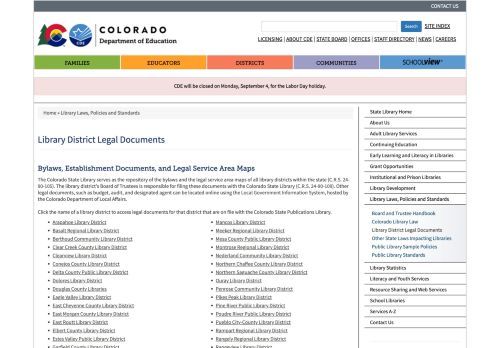 CONTACT US
COLORADO
Department of Education
CDE
Search
SITE INDEX
LICENSING | ABOUT CDE | STATE BOARD | OFFICES | STAFF DIRECTORY | NEWS | CAREERS
FAMILIES
EDUCATORS
DISTRICTS
COMMUNITIES
SCHOOLVIEW
CDE will be closed on Monday, September 4, for the Labor Day holiday.
Home » Library Laws, Policies and Standards
Library District Legal Documents
Bylaws, Establishment Documents, and Legal Service Area Maps
The Colorado State Library serves as the repository of the bylaws and the legal service area maps of all library districts within the state (C.R.S. 24-
90-105). The library district's Board of Trustees is responsible for filing these documents with the Colorado State Library (C.R.S. 24-90-109). Other
legal documents, such as budget, audit, and designated agent can be located online using the Local Government Information System, hosted by
the Colorado Department of Local Affairs.
Click the name of a library district to access legal documents for that district that are on file with the Colorado State Publications Library.
Arapahoe Library District
Basalt Regional Library District
Berthoud Community Library District
Clear Creek County Library District
Clearview Library District
Conejos County Library District
Delta County Public Library District
Dolores Library District
Douglas County Libraries
Eagle Valley Library District
East Cheyenne County Library District
East Morgan County Library District
East Routt Library District
Elbert County Library District
Estes Valley Public Library District
Garfield County Library District
Mancos Library District
Meeker Regional Library District
Mesa County Public Library District
Montrose Regional Library District
Nederland Community Library District
Northern Chaffee County Library District
Northern Saguache County Library District
Ouray Library District
Penrose Community Library District
Pikes Peak Library District
Pine River Public Library District
Poudre River Public Library District
Pueblo City-County Library District
Rampart Regional Library District
Rangely Regional Library District
Rangeview Library District
State Library Home
About Us
Adult Library Services
Continuing Education
Early Learning and Literacy in Libraries
Grant Opportunities
Institutional and Prison Libraries
Library Development
Library Laws, Policies and Standards
Board and Trustee Handbook
Colorado Library Law
Library District Legal Documents
Other State Laws Impacting Libraries
Public Library Sample Policies
Public Library Standards
Library Statistics
Literacy and Youth Services
Resource Sharing and Web Services
School Libraries
Services A-Z
Contact Us